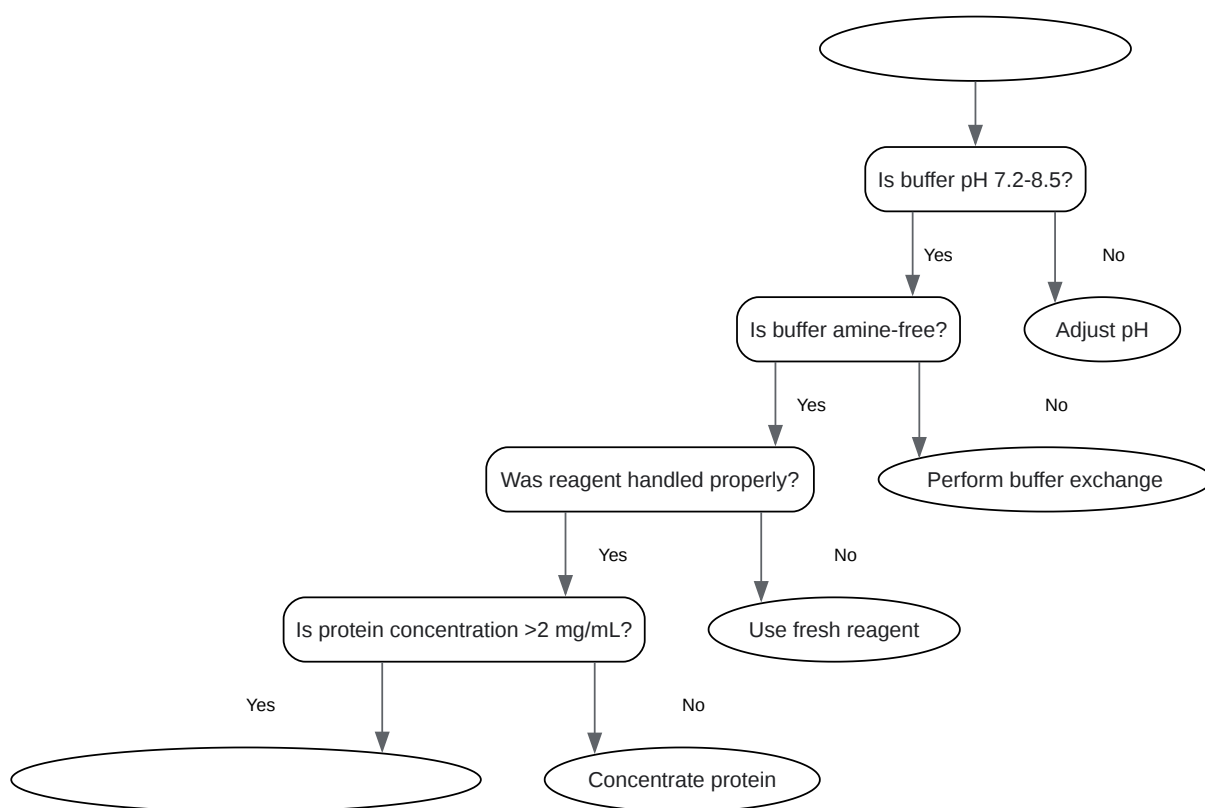 Is buffer pH 7.2-8.5?
Yes
No
Is buffer amine-free?
Adjust pH
Yes
No
Was reagent handled properly?
Perform buffer exchange
Yes
No
Is protein concentration >2 mg/mL?
Use fresh reagent
Yes
No
Concentrate protein